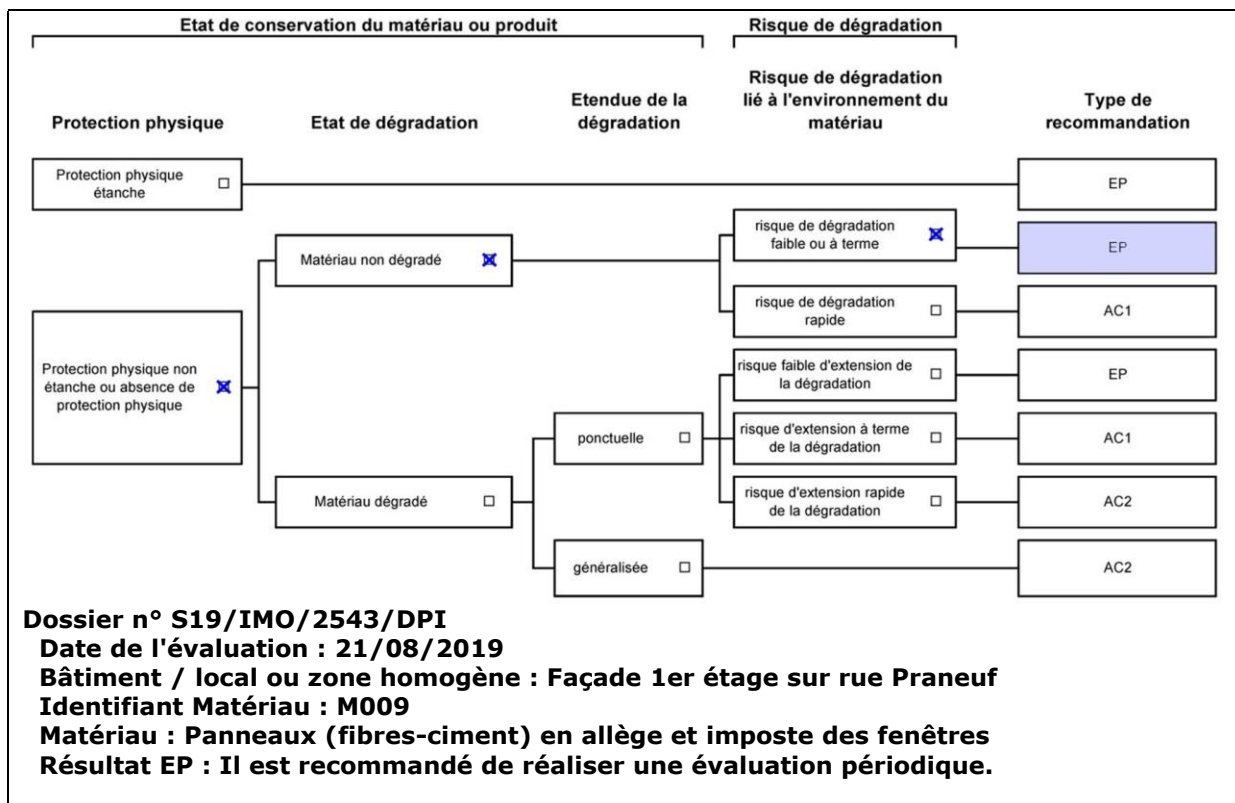 Etat de conservation du matériau ou produit
Risque de dégradation
Protection physique
Etat de dégradation
Etendue de la
dégradation
Risque de dégradation
lié à l'environnement du
matériau
Type de
recommandation
Protection physique
étanche
EP
Protection physique non
étanche ou absence de
protection physique
Matériau non dégradé
risque de dégradation
faible ou à terme
EP
risque de dégradation
rapide
AC1
Matériau dégradé
ponctuelle
risque faible d'extension de
la dégradation
EP
risque d'extension à terme
de la dégradation
AC1
risque d'extension rapide
de la dégradation
AC2
généralisée
AC2
Dossier n° S19/IMO/2543/DPI
Date de l'évaluation : 21/08/2019
Bâtiment / local ou zone homogène : Façade 1er étage sur rue Praneuf
Identifiant Matériau : M009
Matériau : Panneaux (fibres-ciment) en allège et imposte des fenêtres
Résultat EP : Il est recommandé de réaliser une évaluation périodique.